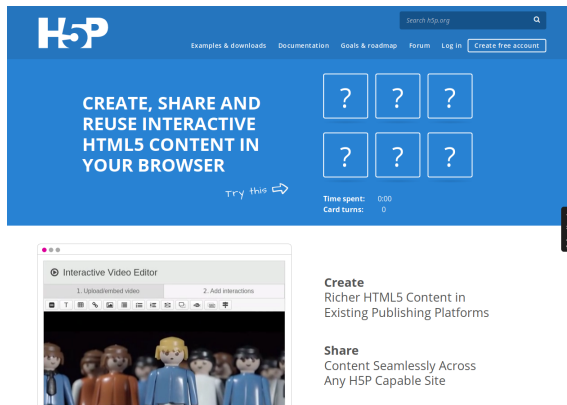 H5P
Search h5p.org
Examples & downloads Documentation Goals & roadmap Forum Log in Create free account
CREATE, SHARE AND
REUSE INTERACTIVE
HTML5 CONTENT IN
YOUR BROWSER
Try this
? ? ?
? ? ?
Time spent: 0:00
Card turns: 0
Interactive Video Editor
1. Upload/embed video 2. Add interactions
T
Create
Richer HTML5 Content in
Existing Publishing Platforms
Share
Content Seamlessly Across
Any H5P Capable Site